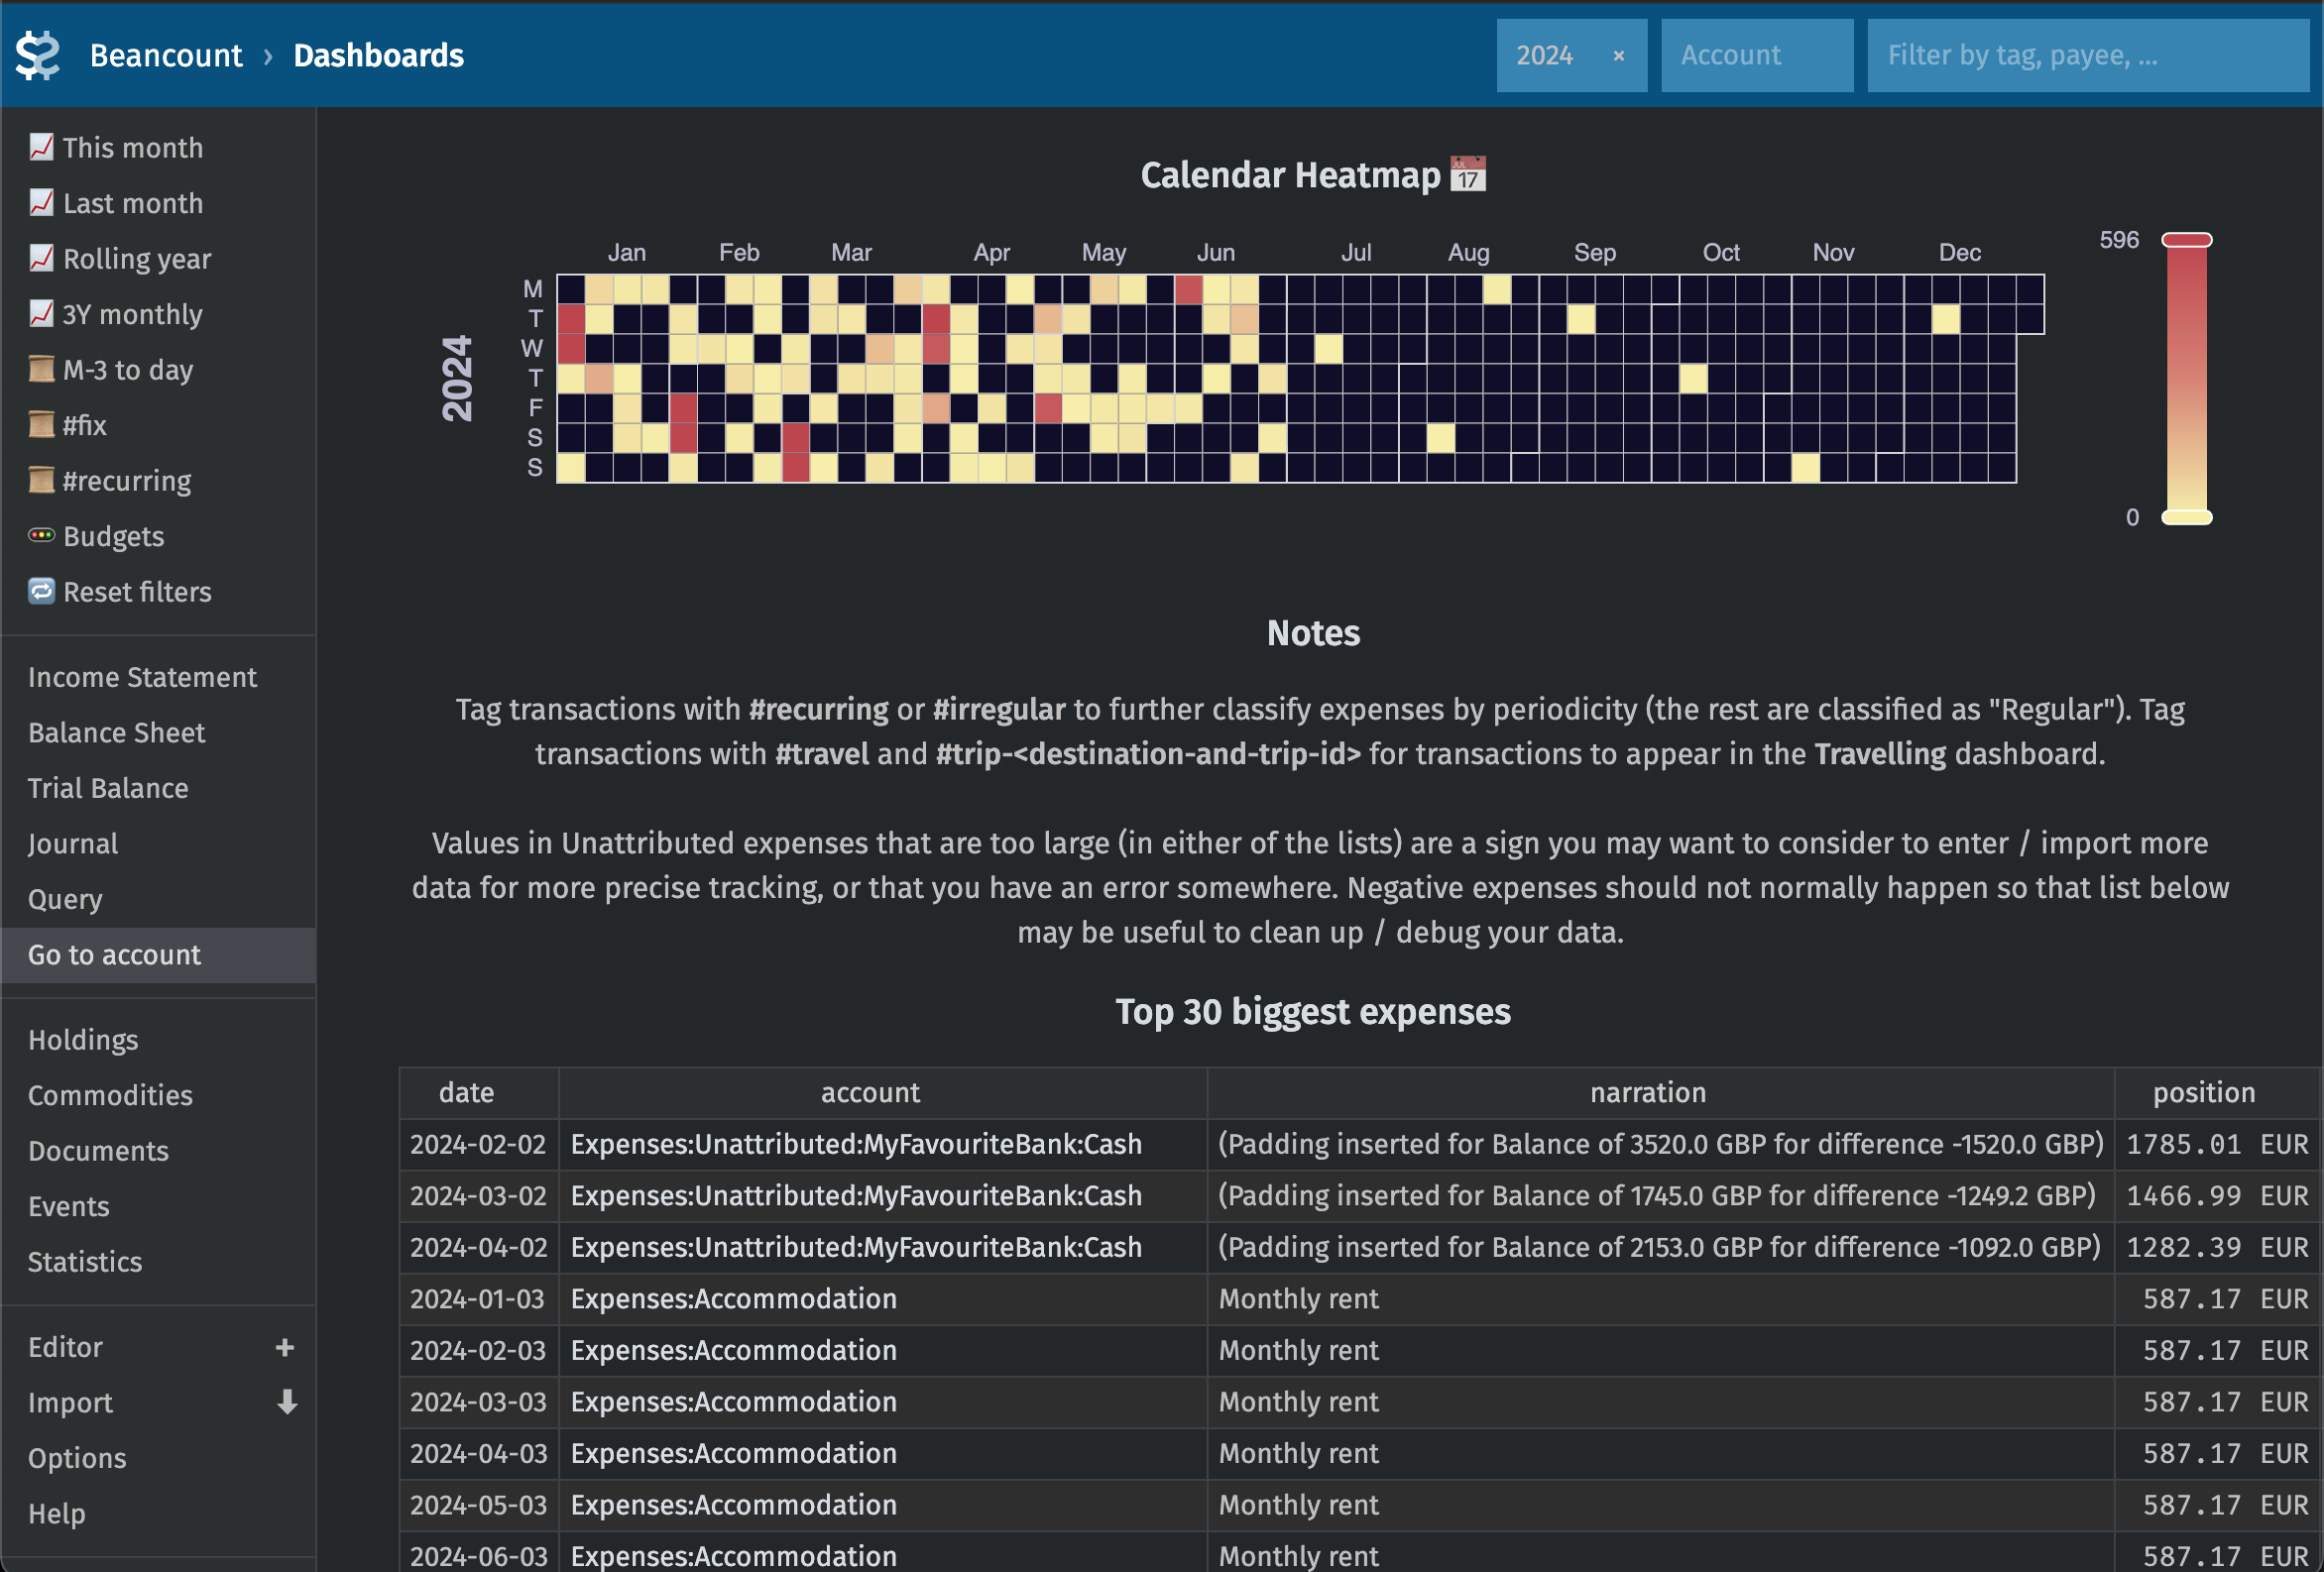 Beancount › Dashboards
2024 ×
Account
Filter by tag, payee, ...
This month
Last month
Rolling year
3Y monthly
M-3 to day
#fix
#recurring
Budgets
Reset filters
Income Statement
Balance Sheet
Trial Balance
Journal
Query
Go to account
Holdings
Commodities
Documents
Events
Statistics
Editor +
Import
Options
Help
Calendar Heatmap 📅
Jan Feb Mar Apr May Jun Jul Aug Sep Oct Nov Dec
2024
M
T
W
T
F
S
S
596
0
Notes
Tag transactions with #recurring or #irregular to further classify expenses by periodicity (the rest are classified as "Regular"). Tag
transactions with #travel and #trip-<destination-and-trip-id> for transactions to appear in the Travelling dashboard.
Values in Unattributed expenses that are too large (in either of the lists) are a sign you may want to consider to enter / import more
data for more precise tracking, or that you have an error somewhere. Negative expenses should not normally happen so that list below
may be useful to clean up / debug your data.
Top 30 biggest expenses
date account narration position
2024-02-02 Expenses:Unattributed:MyFavouriteBank:Cash (Padding inserted for Balance of 3520.0 GBP for difference -1520.0 GBP) 1785.01 EUR
2024-03-02 Expenses:Unattributed:MyFavouriteBank:Cash (Padding inserted for Balance of 1745.0 GBP for difference -1249.2 GBP) 1466.99 EUR
2024-04-02 Expenses:Unattributed:MyFavouriteBank:Cash (Padding inserted for Balance of 2153.0 GBP for difference -1092.0 GBP) 1282.39 EUR
2024-01-03 Expenses:Accommodation Monthly rent 587.17 EUR
2024-02-03 Expenses:Accommodation Monthly rent 587.17 EUR
2024-03-03 Expenses:Accommodation Monthly rent 587.17 EUR
2024-04-03 Expenses:Accommodation Monthly rent 587.17 EUR
2024-05-03 Expenses:Accommodation Monthly rent 587.17 EUR
2024-06-03 Expenses:Accommodation Monthly rent 587.17 EUR